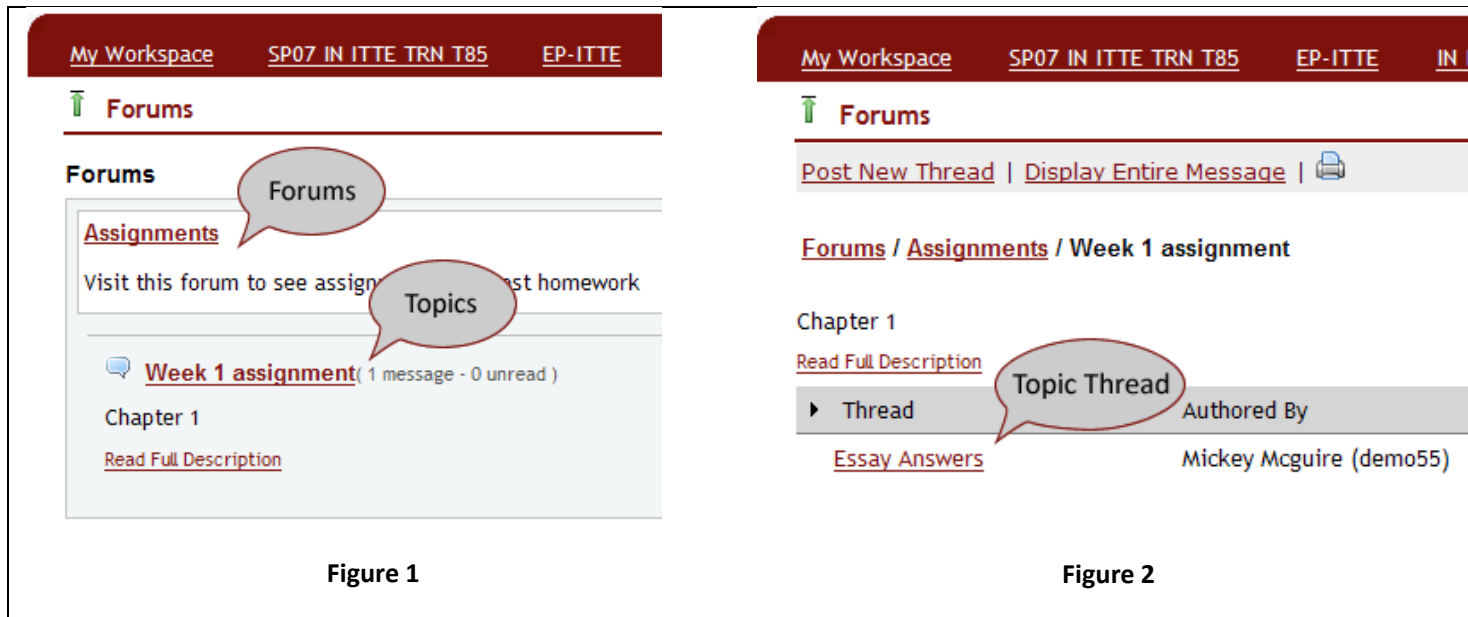 My Workspace SP07 IN ITTE TRN T85 EP-ITTE
Forums
Forums
Forums
Assignments
Visit this forum to see assign st homework
Topics
Week 1 assignment ( 1 message - 0 unread )
Chapter 1
Read Full Description
Figure 1
My Workspace SP07 IN ITTE TRN T85 EP-ITTE IN
Forums
Post New Thread | Display Entire Message |
Forums / Assignments / Week 1 assignment
Chapter 1
Read Full Description
Topic Thread
Thread Authored By
Essay Answers Mickey Mcguire (demo55)
Figure 2